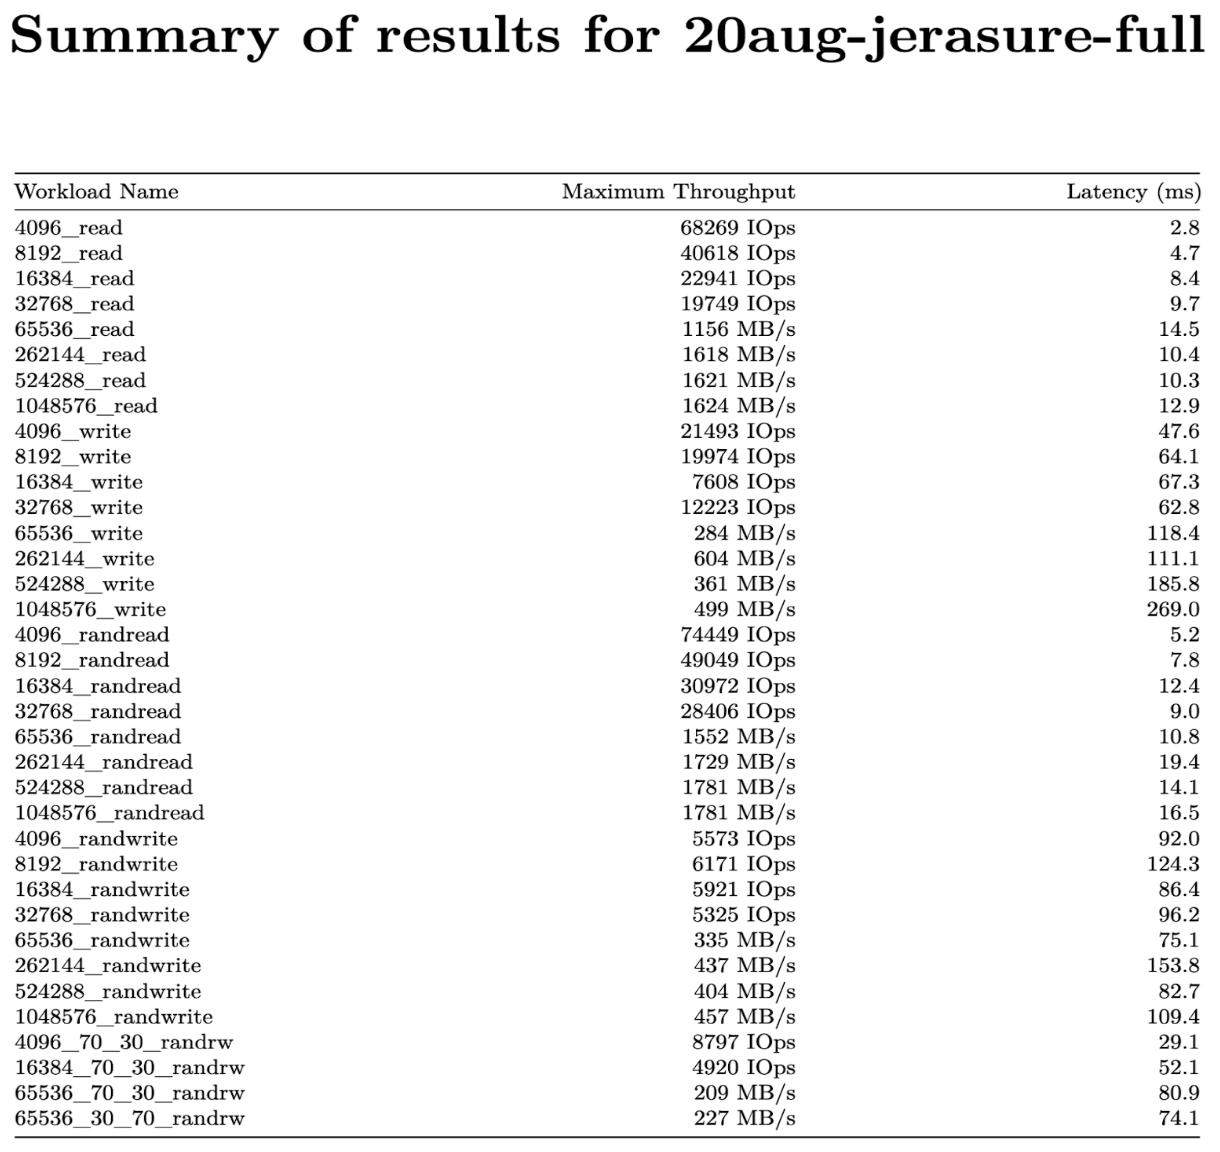 Summary of results for 20aug-jerasure-full
Workload Name Maximum Throughput Latency (ms)
4096_read 68269 IOps 2.8
8192_read 40618 IOps 4.7
16384_read 22941 IOps 8.4
32768_read 19749 IOps 9.7
65536_read 1156 MB/s 14.5
262144_read 1618 MB/s 10.4
524288_read 1621 MB/s 10.3
1048576_read 1624 MB/s 12.9
4096_write 21493 IOps 47.6
8192_write 19974 IOps 64.1
16384_write 7608 IOps 67.3
32768_write 12223 IOps 62.8
65536_write 284 MB/s 118.4
262144_write 604 MB/s 111.1
524288_write 361 MB/s 185.8
1048576_write 499 MB/s 269.0
4096_randread 74449 IOps 5.2
8192_randread 49049 IOps 7.8
16384_randread 30972 IOps 12.4
32768_randread 28406 IOps 9.0
65536_randread 1552 MB/s 10.8
262144_randread 1729 MB/s 19.4
524288_randread 1781 MB/s 14.1
1048576_randread 1781 MB/s 16.5
4096_randwrite 5573 IOps 92.0
8192_randwrite 6171 IOps 124.3
16384_randwrite 5921 IOps 86.4
32768_randwrite 5325 IOps 96.2
65536_randwrite 335 MB/s 75.1
262144_randwrite 437 MB/s 153.8
524288_randwrite 404 MB/s 82.7
1048576_randwrite 457 MB/s 109.4
4096_70_30_randrw 8797 IOps 29.1
16384_70_30_randrw 4920 IOps 52.1
65536_70_30_randrw 209 MB/s 80.9
65536_30_70_randrw 227 MB/s 74.1